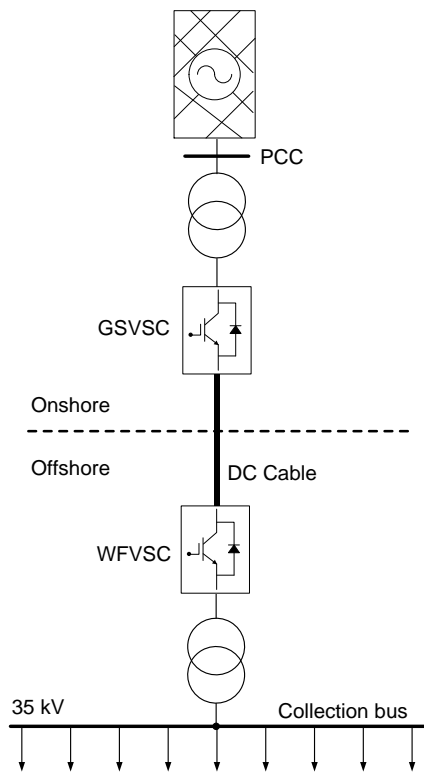 PCC
GSVSC
Onshore
Offshore
DC Cable
WFVSC
35 kV
Collection bus